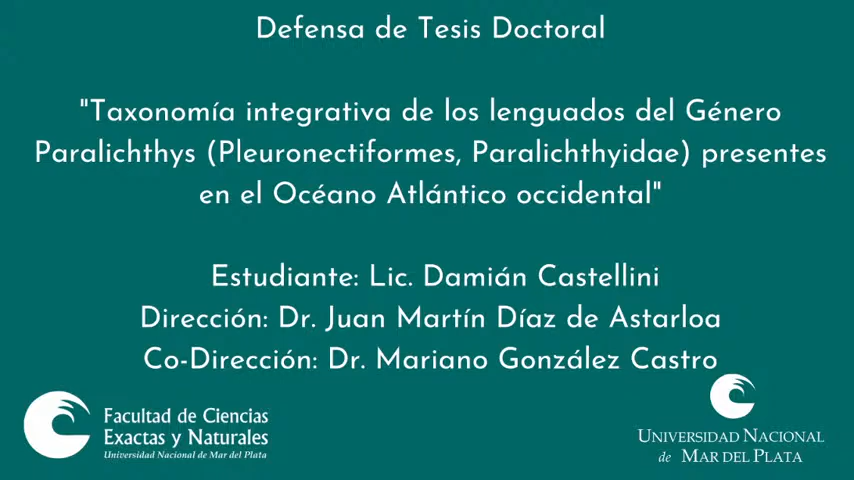 Defensa de Tesis Doctoral
"Taxonomía integrativa de los lenguados del Género
Paralichthys (Pleuronectiformes, Paralichthyidae) presentes
en el Océano Atlántico occidental"
Estudiante: Lic. Damián Castellini
Dirección: Dr. Juan Martín Díaz de Astarloa
Co-Dirección: Dr. Mariano González Castro
Facultad de Ciencias
Exactas y Naturales
Universidad Nacional de Mar del Plata
UNIVERSIDAD NACIONAL
de MAR DEL PLATA